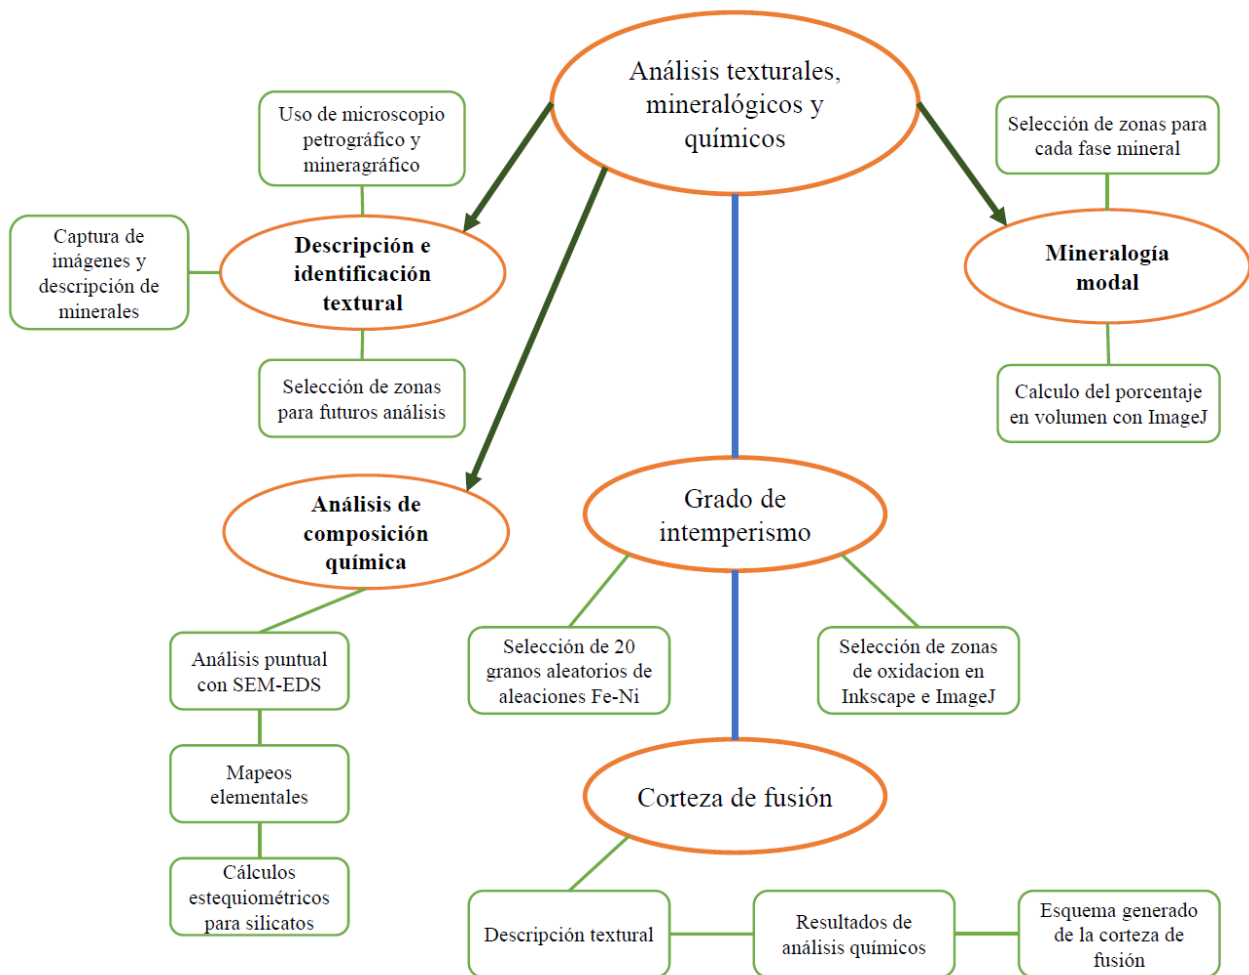 Análisis texturales,
mineralógicos y
químicos
Uso de microscopio
petrográfico y
mineragráfico
Selección de zonas para
cada fase mineral
Captura de
imágenes y
descripción de
minerales
Descripción e
identificación
textural
Mineralogía
modal
Selección de zonas
para futuros análisis
Calculo del porcentaje
en volumen con ImageJ
Análisis de
composición
química
Grado de
intemperismo
Análisis puntual
con SEM-EDS
Selección de 20
granos aleatorios de
aleaciones Fe-Ni
Selección de zonas
de oxidacion en
Inkscape e ImageJ
Mapeos
elementales
Corteza de fusión
Cálculos
estequiométricos
para silicatos
Descripción textural
Resultados de
análisis químicos
Esquema generado
de la corteza de
fusión